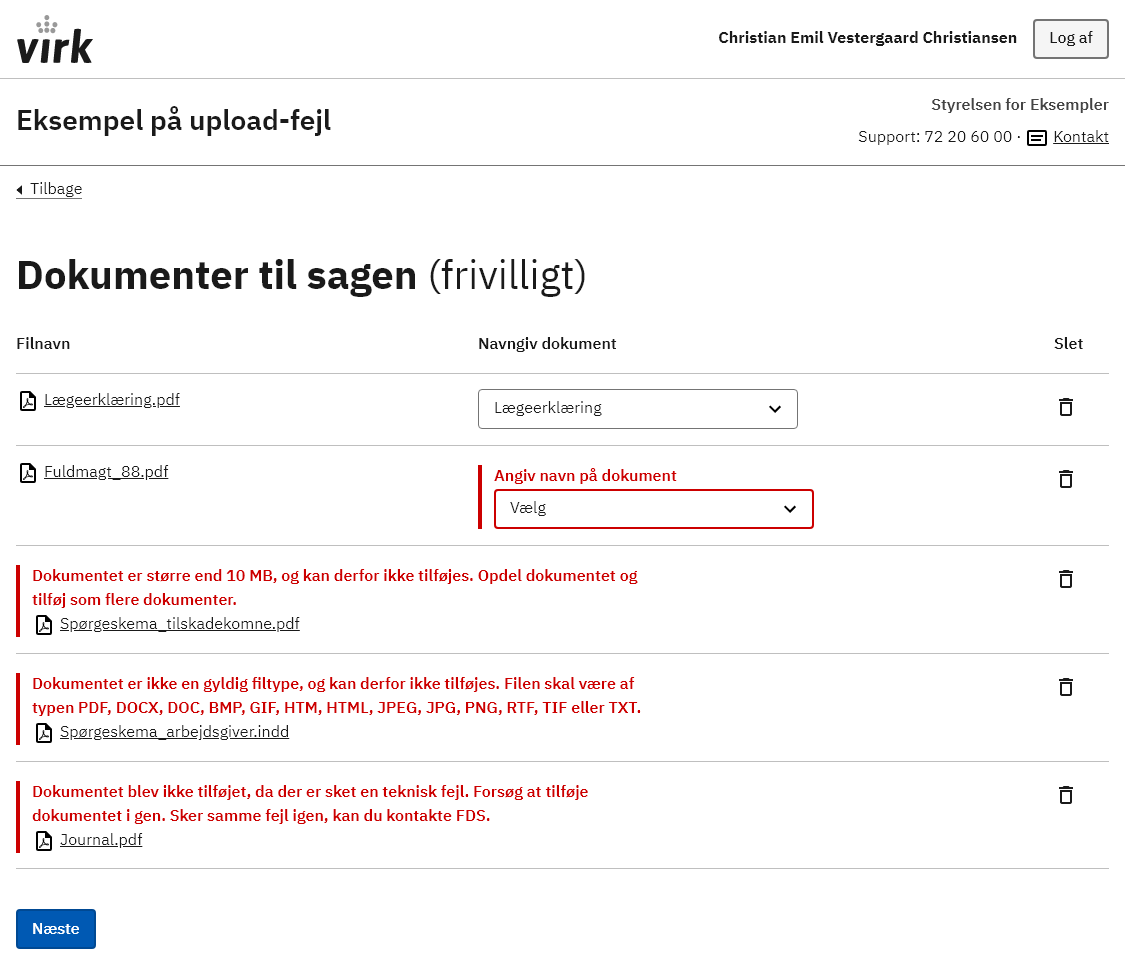 virk
Christian Emil Vestergaard Christiansen
Log af
Eksempel på upload-fejl
Styrelsen for Eksempler
Support: 72 20 60 00 · Kontakt
Tilbage
Dokumenter til sagen (frivilligt)
Filnavn Navngiv dokument Slet
Lægeerklæring.pdf Lægeerklæring
Fuldmagt_88.pdf Angiv navn på dokument
Vælg
Dokumentet er større end 10 MB, og kan derfor ikke tilføjes. Opdel dokumentet og
tilføj som flere dokumenter.
Spørgeskema_tilskadekomne.pdf
Dokumentet er ikke en gyldig filtype, og kan derfor ikke tilføjes. Filen skal være af
typen PDF, DOCX, DOC, BMP, GIF, HTM, HTML, JPEG, JPG, PNG, RTF, TIF eller TXT.
Spørgeskema_arbejdsgiver.indd
Dokumentet blev ikke tilføjet, da der er sket en teknisk fejl. Forsøg at tilføje
dokumentet i gen. Sker samme fejl igen, kan du kontakte FDS.
Journal.pdf
Næste